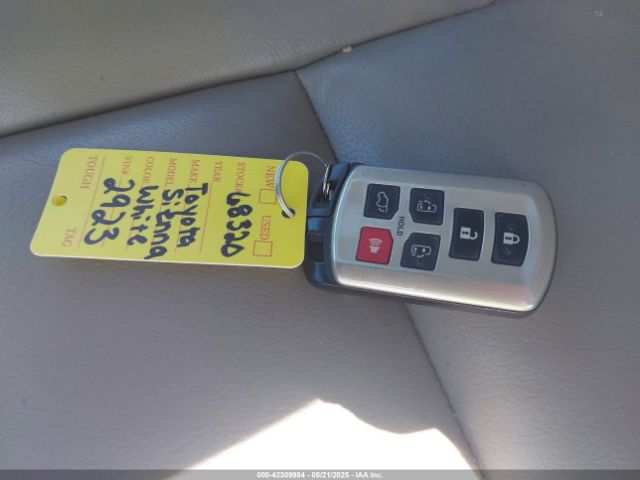 NEW USED
STOCK# 68320
YEAR
MAKE Toyota
MODEL Sienna
COLOR White
VIN# 2923
TOUGH TAG
HOLD
000-42309984 - 05/21/2025 - IAA Inc.